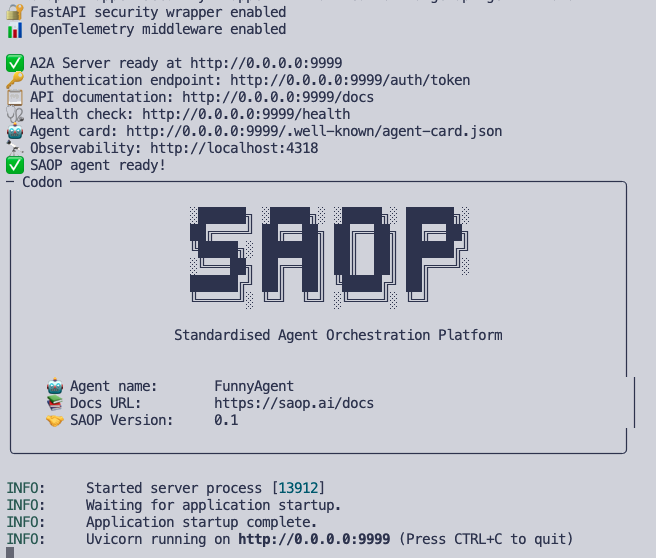 FastAPI security wrapper enabled
OpenTelemetry middleware enabled
A2A Server ready at http://0.0.0.0:9999
Authentication endpoint: http://0.0.0.0:9999/auth/token
API documentation: http://0.0.0.0:9999/docs
Health check: http://0.0.0.0:9999/health
Agent card: http://0.0.0.0:9999/.well-known/agent-card.json
Observability: http://localhost:4318
SAOP agent ready!
Codon
SAOP
Standardised Agent Orchestration Platform
Agent name: FunnyAgent
Docs URL: https://saop.ai/docs
SAOP Version: 0.1
INFO: Started server process [13912]
INFO: Waiting for application startup.
INFO: Application startup complete.
INFO: Uvicorn running on http://0.0.0.0:9999 (Press CTRL+C to quit)